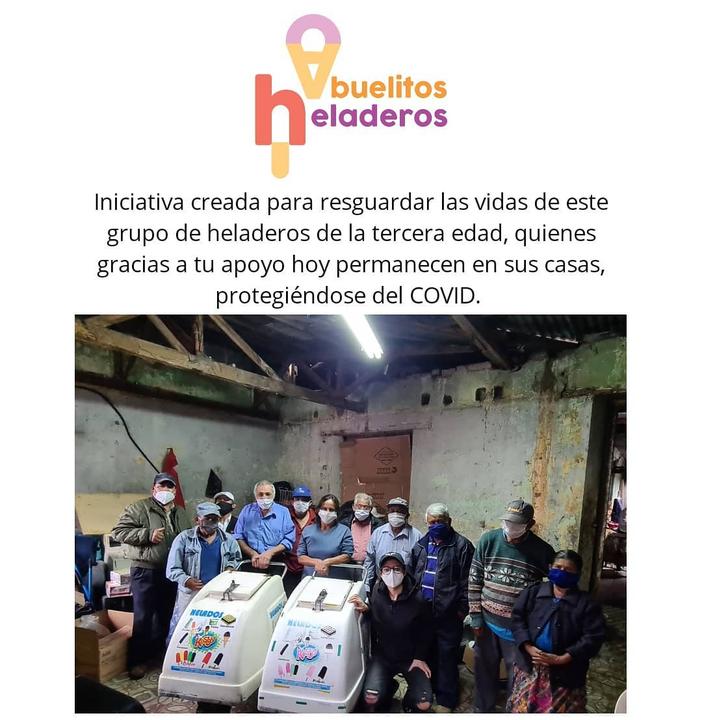 Abuelitos
heladeros
Iniciativa creada para resguardar las vidas de este
grupo de heladeros de la tercera edad, quienes
gracias a tu apoyo hoy permanecen en sus casas,
protegiéndose del COVID.
HELADOS
HELADOS